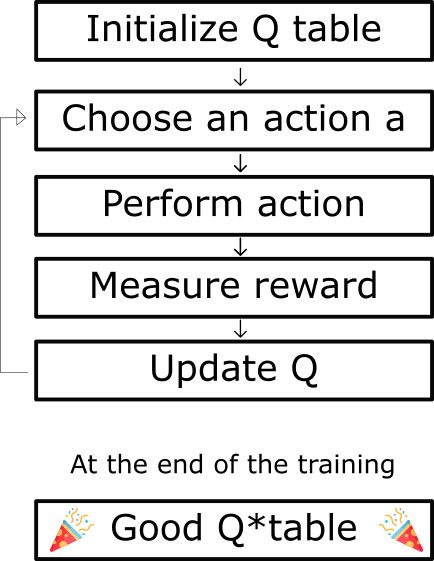 Initialize Q table
Choose an action a
Perform action
Measure reward
Update Q
At the end of the training
Good Q*table